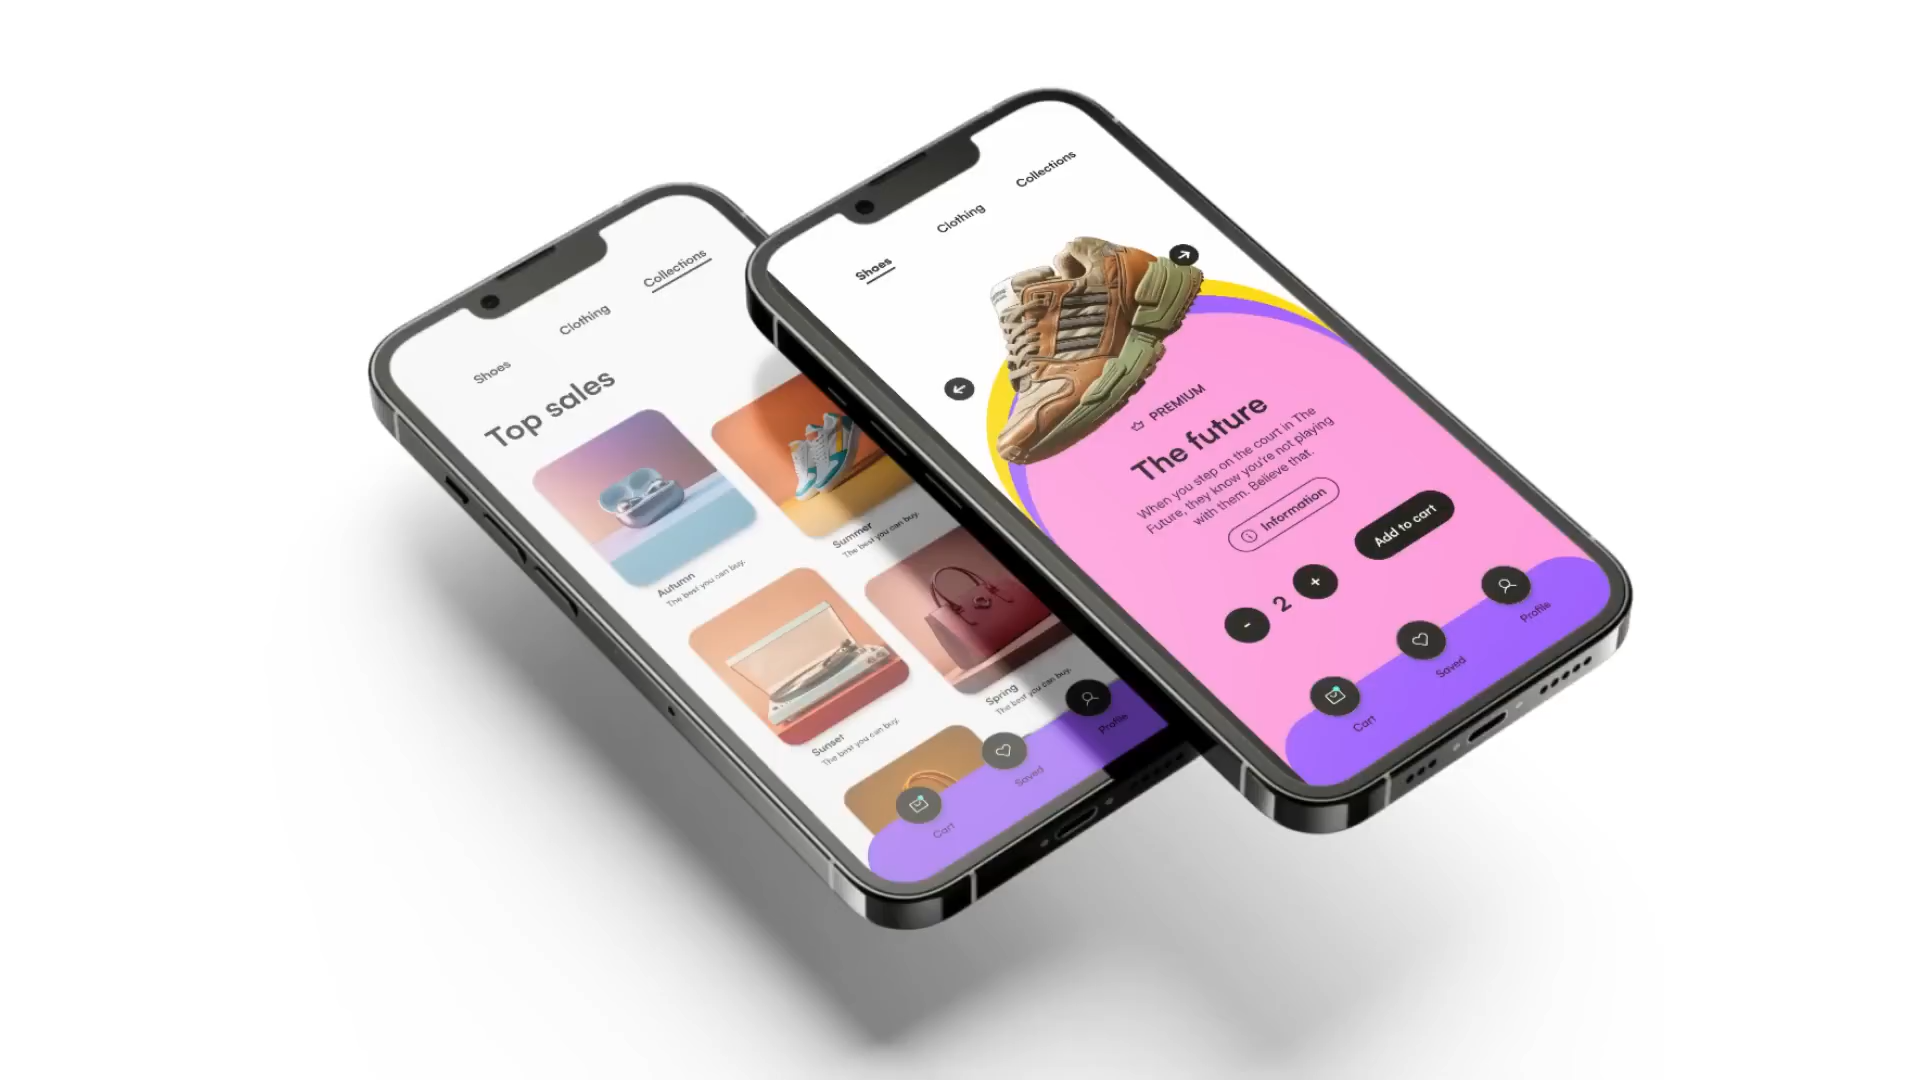 Shoes
Clothing
Collections
Top sales
Autumn
The best you can buy.
Summer
The best you can buy.
Sunset
The best you can buy.
Spring
The best you can buy.
Cart
Saved
Profile
Shoes
Clothing
Collections
PREMIUM
The future
When you step on the court in The
Future, they know you're not playing
with them. Believe that.
Information
Add to cart
- 2 +
Cart
Saved
Profile